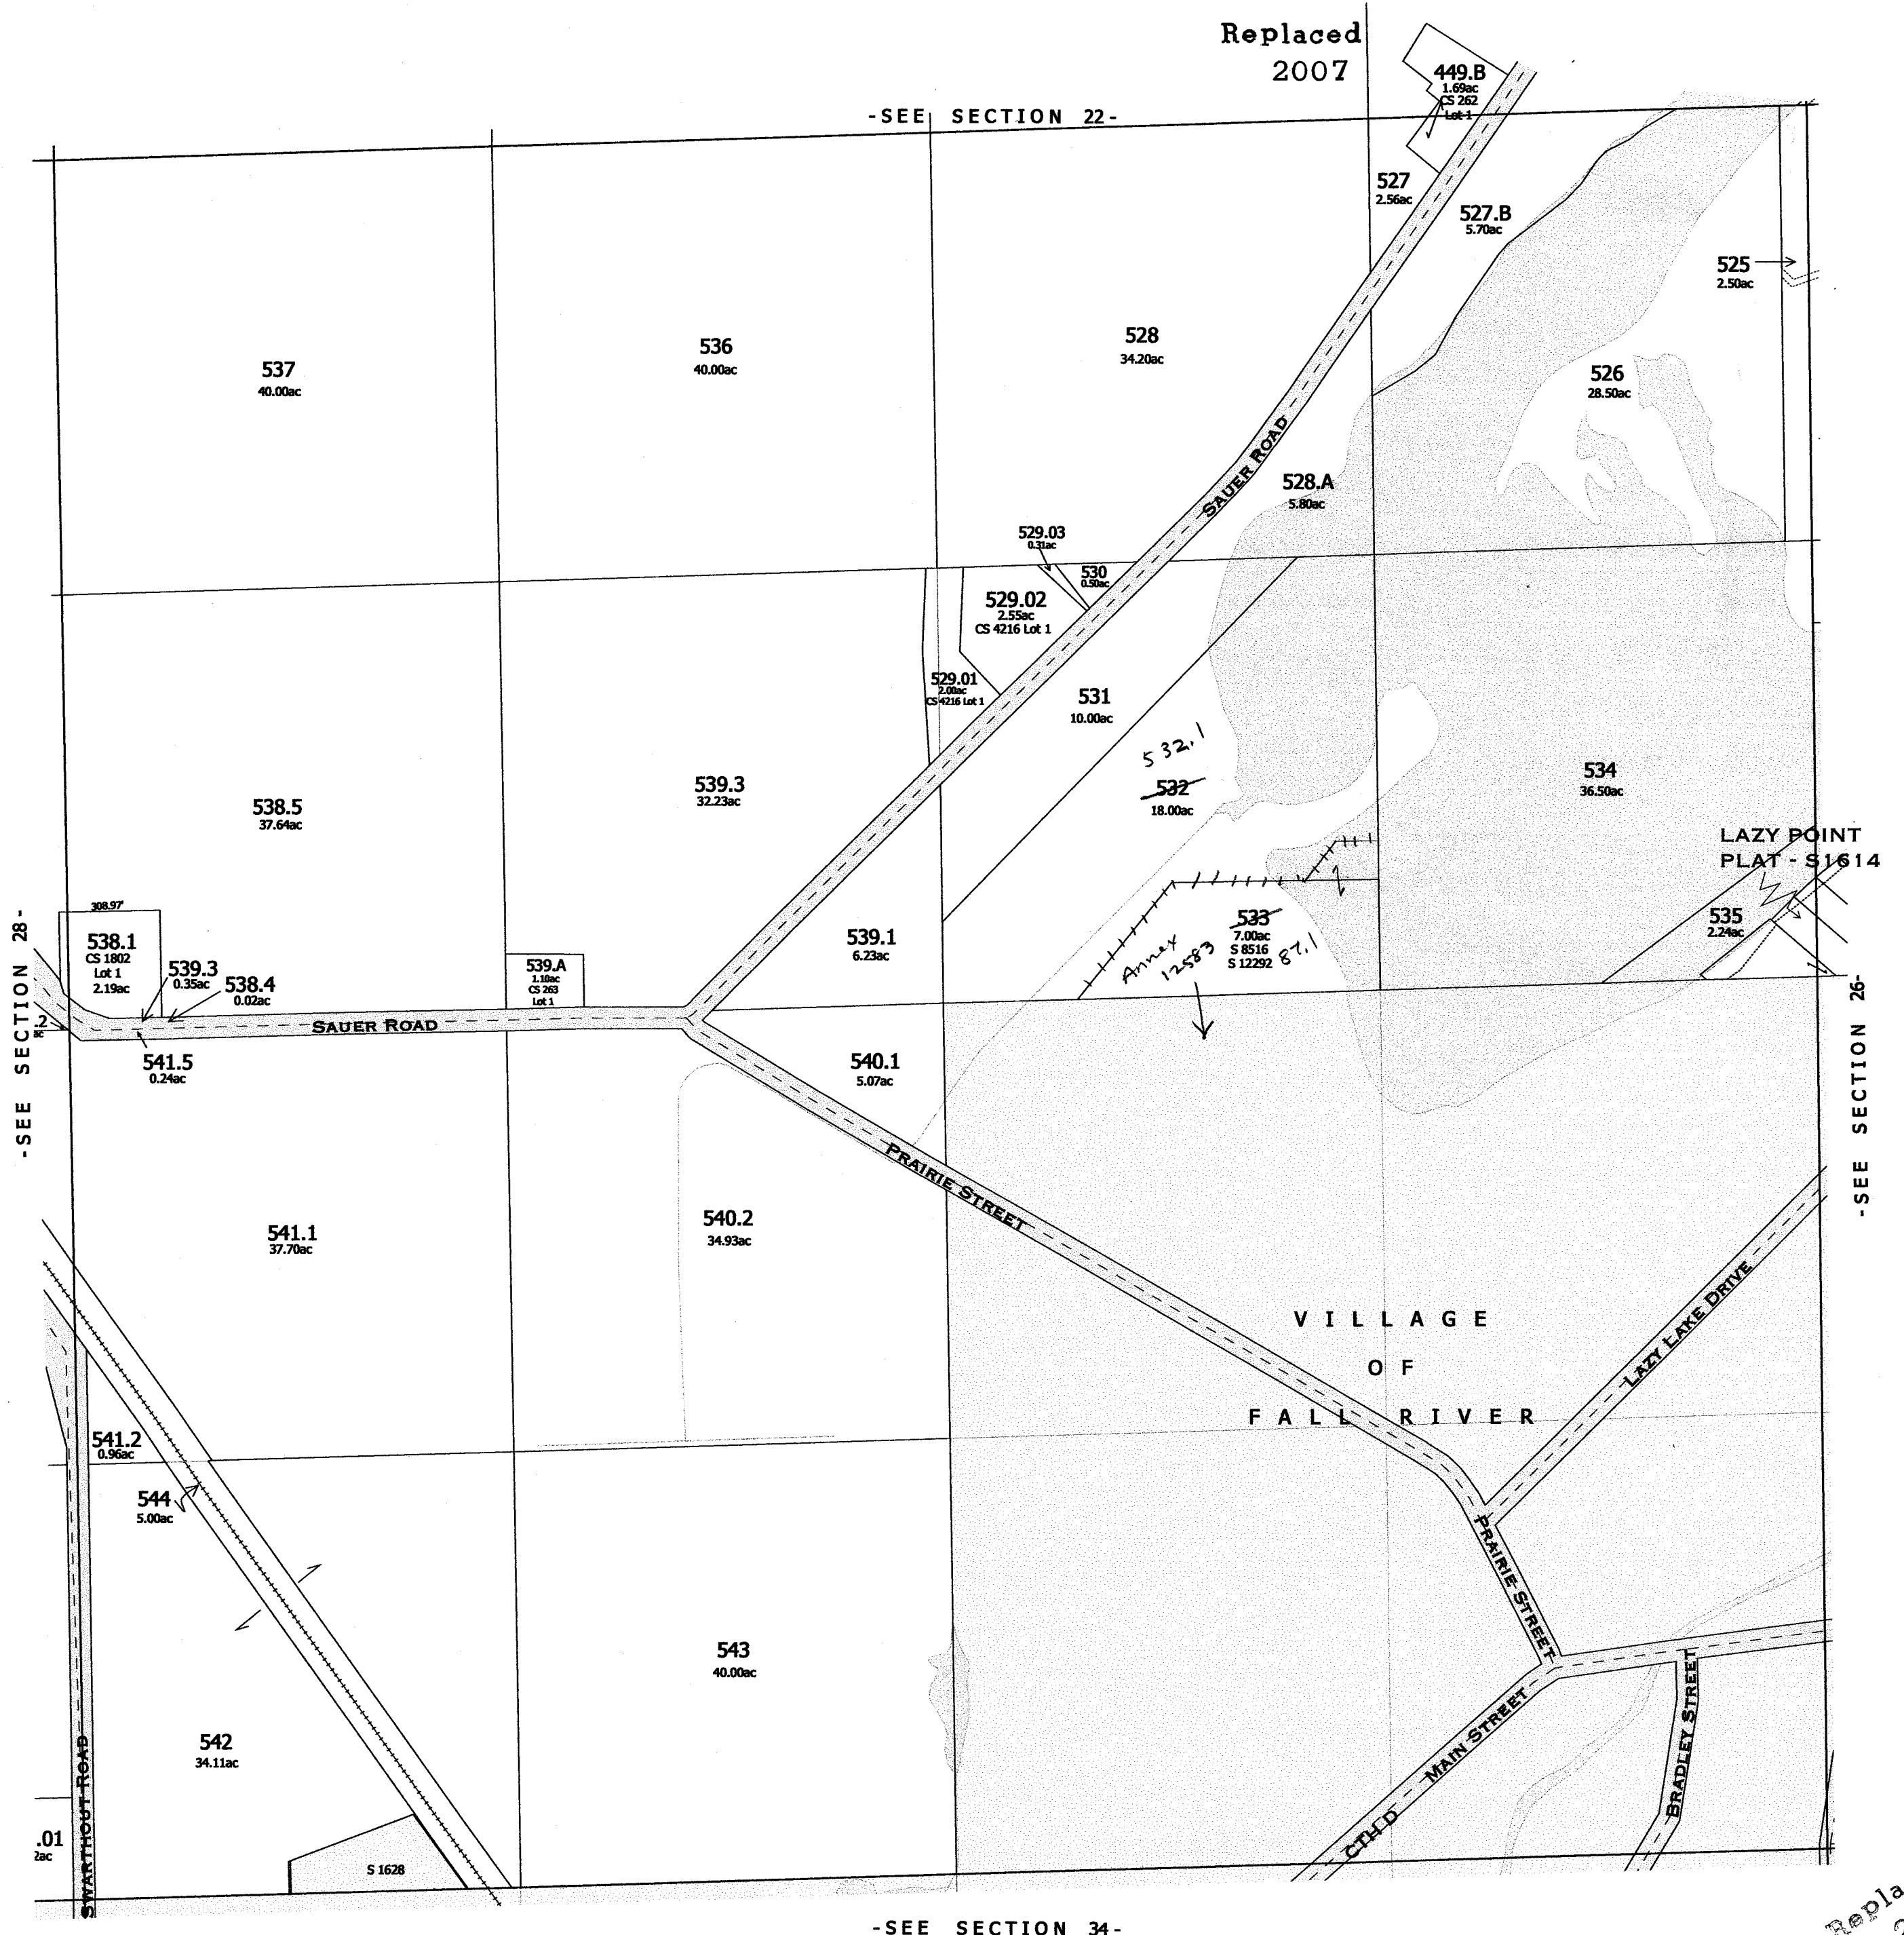 Replaced
2007
-SEE SECTION 22-
449.B
1.69ac
CS 262
Lot 1
527
2.56ac
527.B
5.70ac
525
2.50ac
537
40.00ac
536
40.00ac
528
34.20ac
526
28.50ac
SAUER ROAD
528.A
5.80ac
529.03
0.31ac
530
0.50ac
529.02
2.55ac
CS 4216 Lot 1
529.01
2.00ac
CS 4216 Lot 1
531
10.00ac
532.1
532
18.00ac
534
36.50ac
538.5
37.64ac
539.3
32.23ac
LAZY POINT
PLAT - S1614
535
2.24ac
308.97'
538.1
CS 1802
Lot 1
2.19ac
539.3
0.35ac
538.4
0.02ac
539.A
1.10ac
CS 263
Lot 1
539.1
6.23ac
533
7.00ac
S 8516
S 12292
87.1
Annex
12583
-SEE SECTION 28-
-SEE SECTION 26-
.2
ac
SAUER ROAD
541.5
0.24ac
540.1
5.07ac
PRAIRIE STREET
541.1
37.70ac
540.2
34.93ac
VILLAGE
OF
FALL RIVER
LAZY LAKE DRIVE
541.2
0.96ac
544
5.00ac
PRAIRIE STREET
543
40.00ac
542
34.11ac
MAIN STREET
CTH D
BRADLEY STREET
SWARTHOUT ROAD
.01
2ac
S 1628
-SEE SECTION 34-
Repla